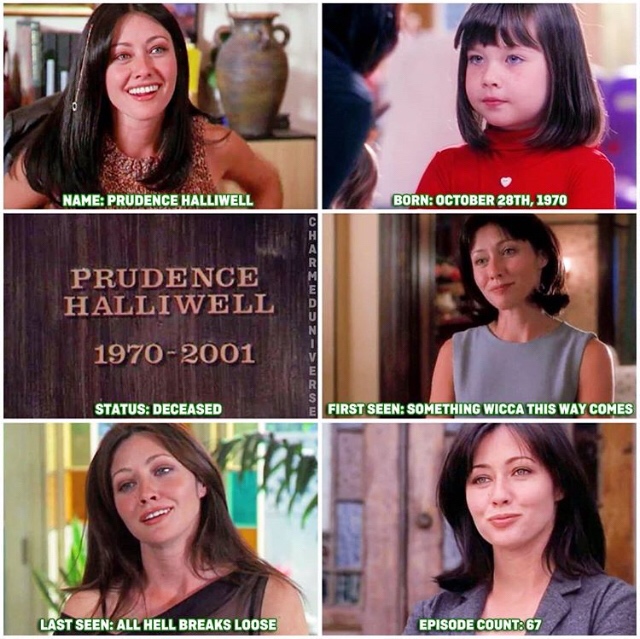 NAME: PRUDENCE HALLIWELL
BORN: OCTOBER 28TH, 1970
PRUDENCE
HALLIWELL
1970-2001
STATUS: DECEASED
CHARMEDUNIVERSE
FIRST SEEN: SOMETHING WICCA THIS WAY COMES
LAST SEEN: ALL HELL BREAKS LOOSE
EPISODE COUNT: 67